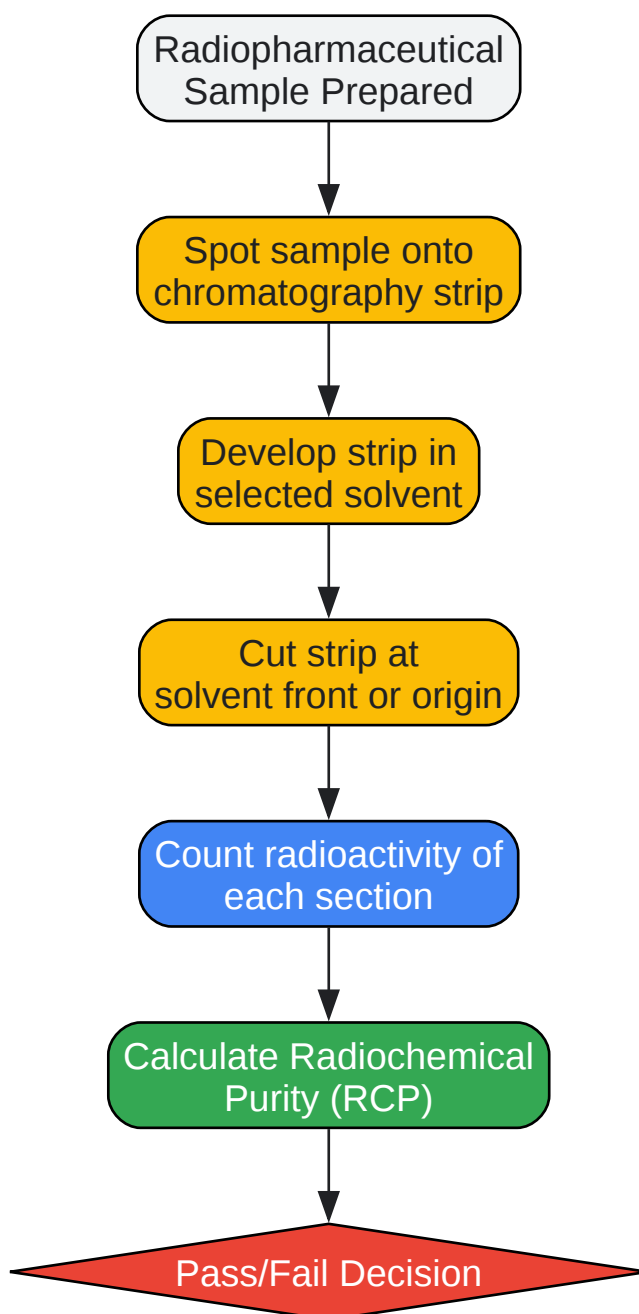 Radiopharmaceutical
Sample Prepared
Spot sample onto
chromatography strip
Develop strip in
selected solvent
Cut strip at
solvent front or origin
Count radioactivity of
each section
Calculate Radiochemical
Purity (RCP)
Pass/Fail Decision